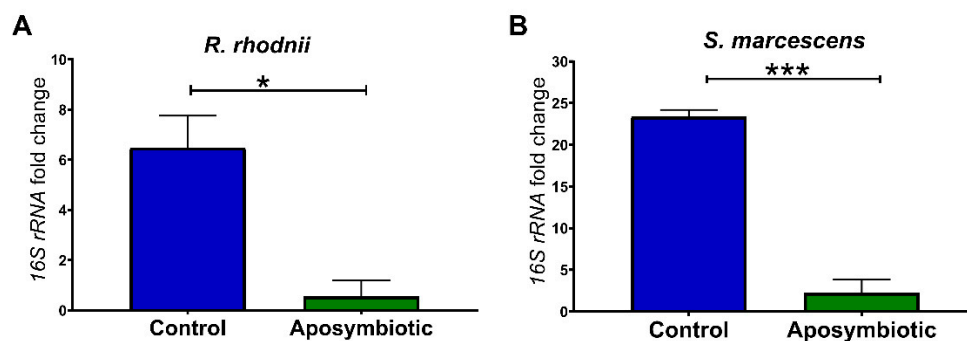 A
R. rhodnii
*
16S rRNA fold change
10
8
6
4
2
0
Control Aposymbiotic
B
S. marcescens
***
16S rRNA fold change
30
25
20
15
10
5
0
Control Aposymbiotic